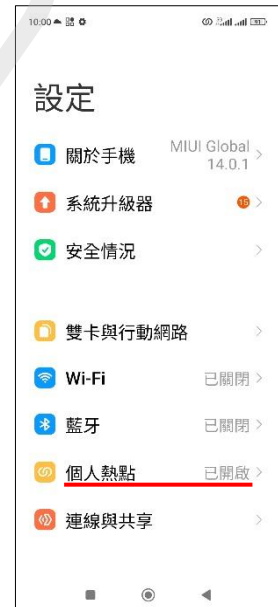 10:00
設定
關於手機 MIUI Global 14.0.1
系統升級器 15
安全情況
雙卡與行動網路
Wi-Fi 已關閉
藍牙 已關閉
個人熱點 已開啟
連線與共享